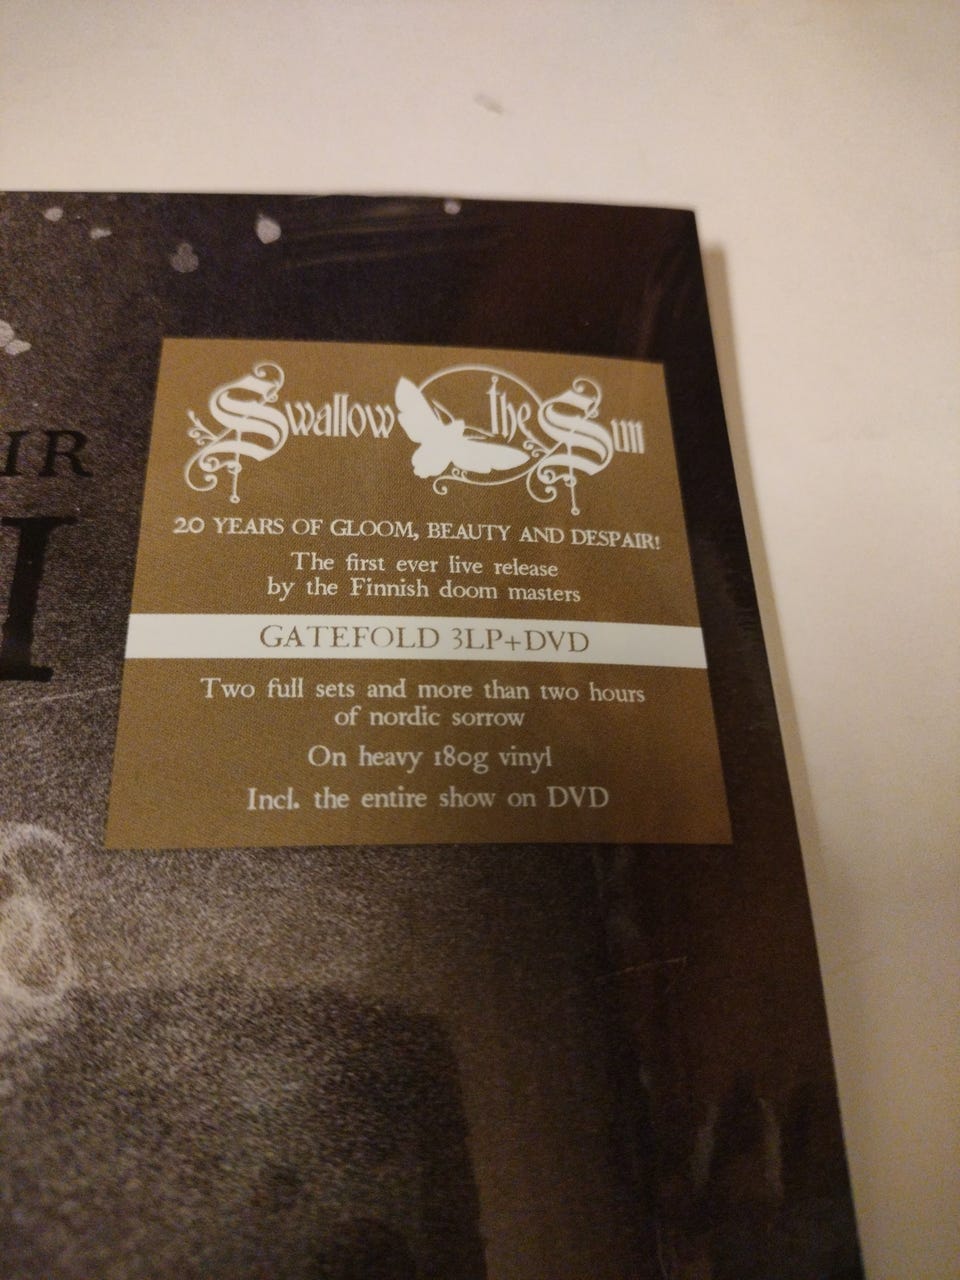 IR
I
Swallow the Sun
20 YEARS OF GLOOM, BEAUTY AND DESPAIR!
The first ever live release
by the Finnish doom masters
GATEFOLD 3LP+DVD
Two full sets and more than two hours
of nordic sorrow
On heavy 180g vinyl
Incl. the entire show on DVD